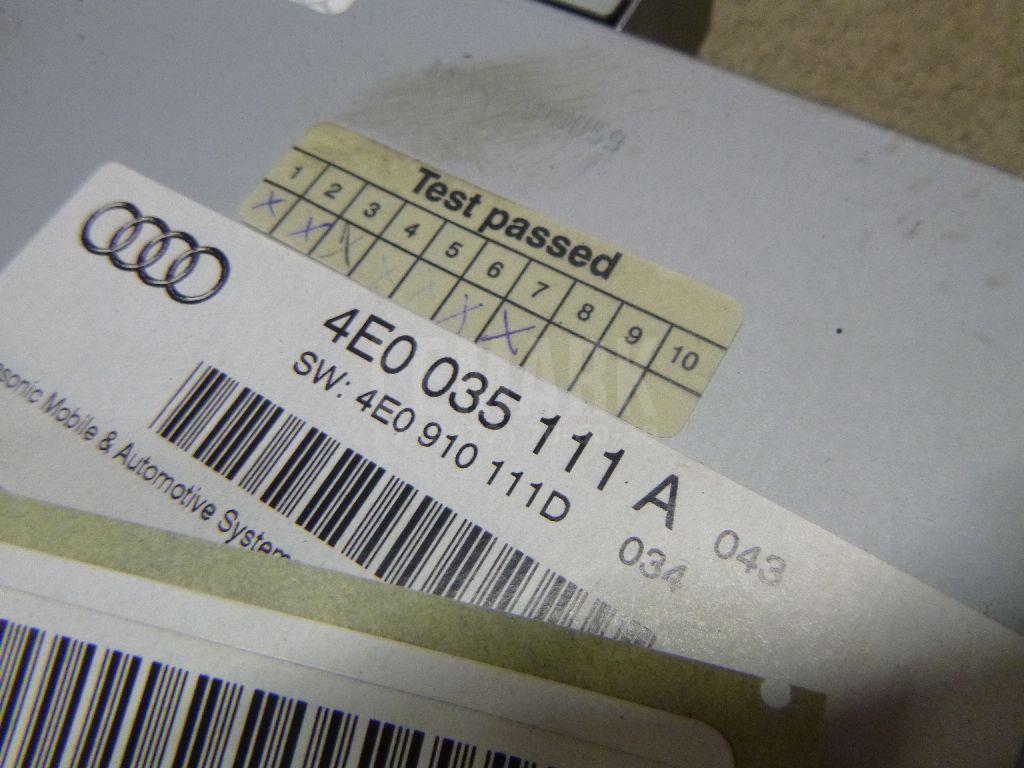 Test passed
1 2 3 4 5 6 7 8 9 10
X X X X X X X
4E0 035 111 A 043
SW: 4E0 910 111D 034
Mobile & Automotive System